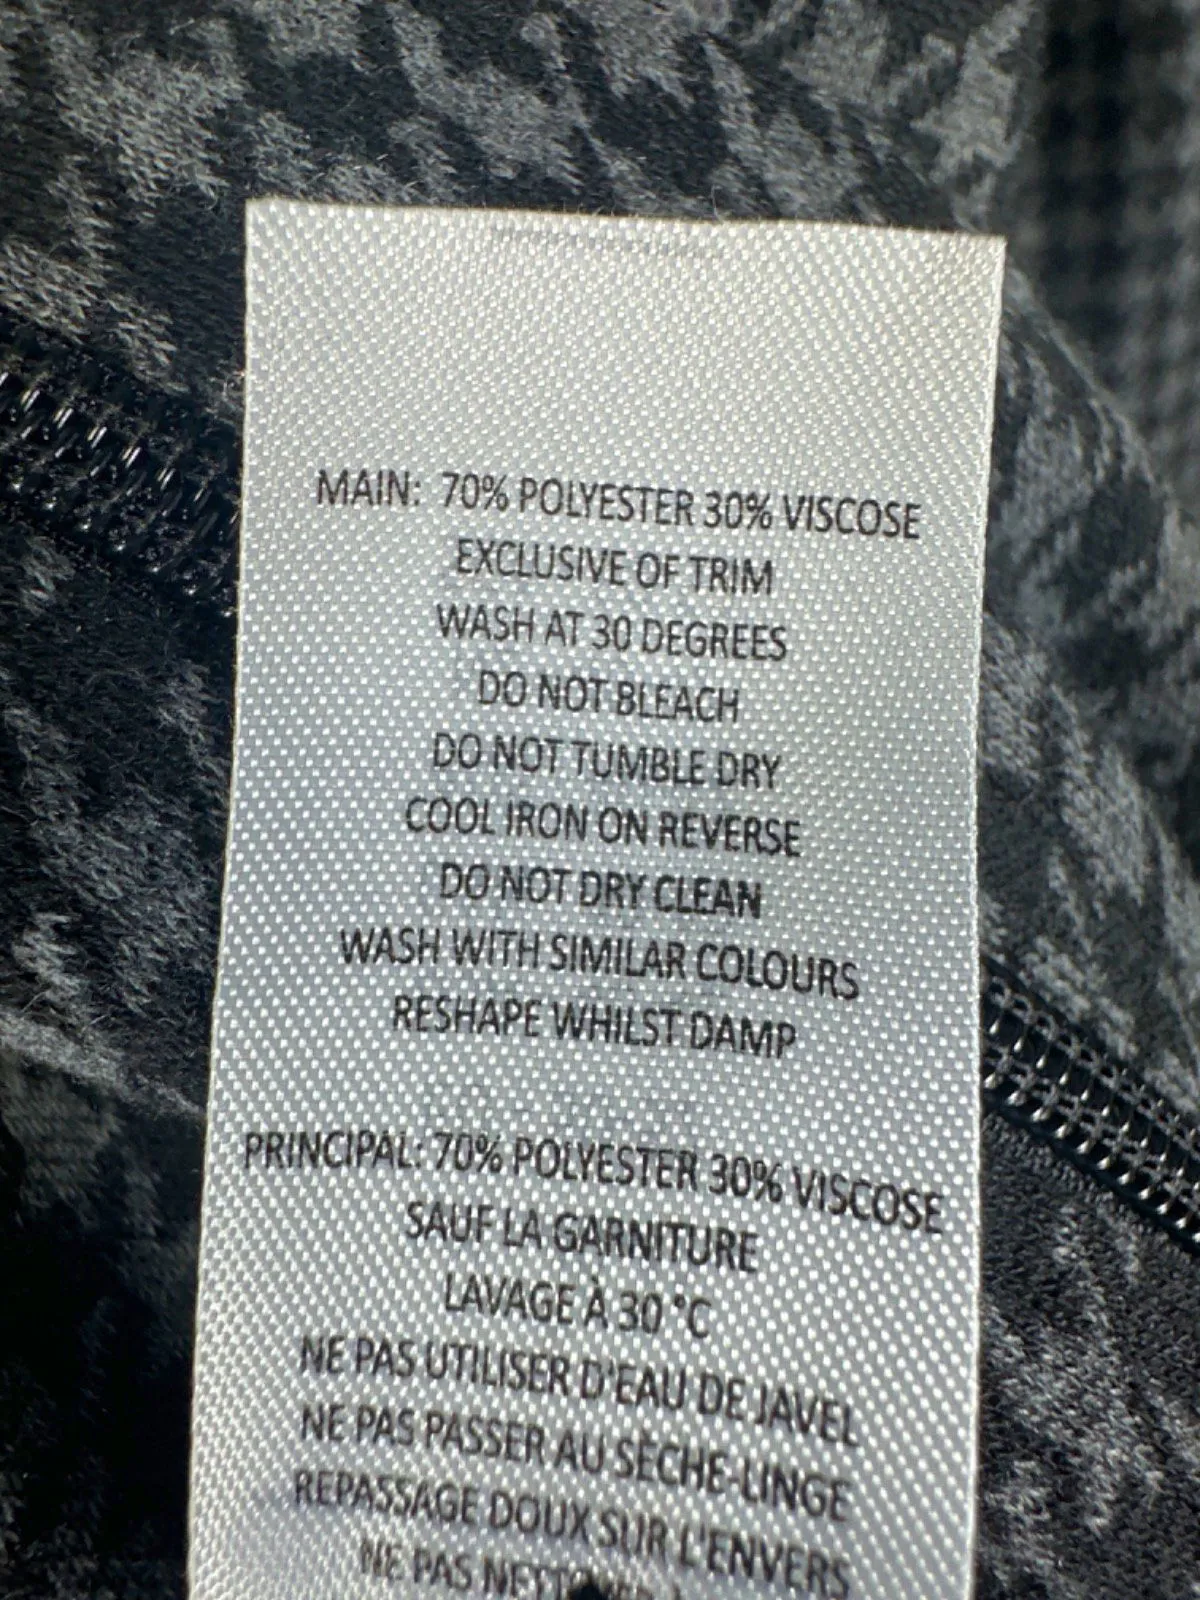 MAIN: 70% POLYESTER 30% VISCOSE
EXCLUSIVE OF TRIM
WASH AT 30 DEGREES
DO NOT BLEACH
DO NOT TUMBLE DRY
COOL IRON ON REVERSE
DO NOT DRY CLEAN
WASH WITH SIMILAR COLOURS
RESHAPE WHILST DAMP
PRINCIPAL: 70% POLYESTER 30% VISCOSE
SAUF LA GARNITURE
LAVAGE À 30 °C
NE PAS UTILISER D'EAU DE JAVEL
NE PAS PASSER AU SÈCHE-LINGE
REPASSAGE DOUX SUR L'ENVERS
NE PAS